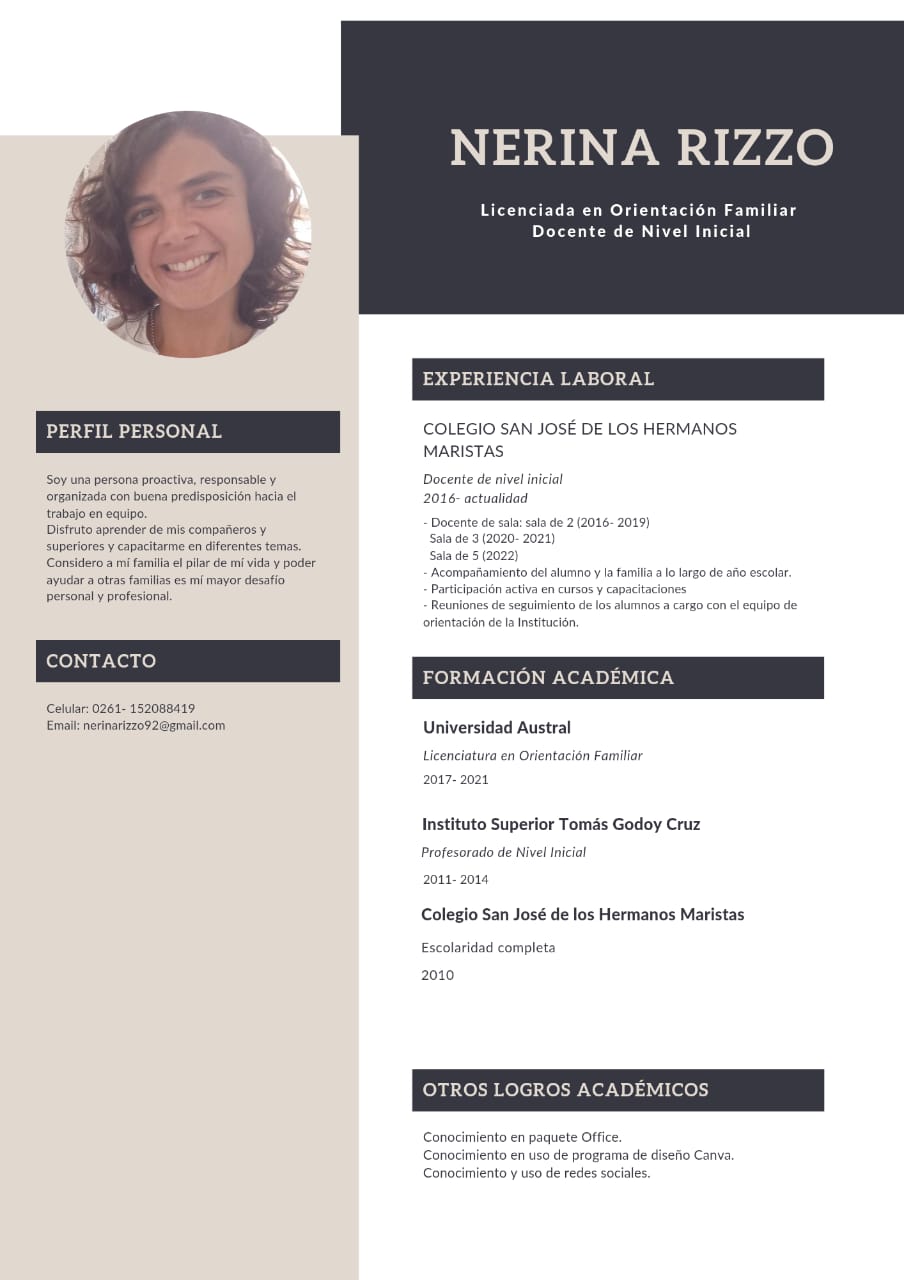 NERINA RIZZO
Licenciada en Orientación Familiar
Docente de Nivel Inicial
PERFIL PERSONAL
Soy una persona proactiva, responsable y
organizada con buena predisposición hacia el
trabajo en equipo.
Disfruto aprender de mis compañeros y
superiores y capacitarme en diferentes temas.
Considero a mí familia el pilar de mí vida y poder
ayudar a otras familias es mí mayor desafío
personal y profesional.
CONTACTO
Celular: 0261- 152088419
Email: nerinarizzo92@gmail.com
EXPERIENCIA LABORAL
COLEGIO SAN JOSÉ DE LOS HERMANOS
MARISTAS
Docente de nivel inicial
2016- actualidad
- Docente de sala: sala de 2 (2016- 2019)
Sala de 3 (2020- 2021)
Sala de 5 (2022)
- Acompañamiento del alumno y la familia a lo largo de año escolar.
- Participación activa en cursos y capacitaciones
- Reuniones de seguimiento de los alumnos a cargo con el equipo de
orientación de la Institución.
FORMACIÓN ACADÉMICA
Universidad Austral
Licenciatura en Orientación Familiar
2017- 2021
Instituto Superior Tomás Godoy Cruz
Profesorado de Nivel Inicial
2011- 2014
Colegio San José de los Hermanos Maristas
Escolaridad completa
2010
OTROS LOGROS ACADÉMICOS
Conocimiento en paquete Office.
Conocimiento en uso de programa de diseño Canva.
Conocimiento y uso de redes sociales.